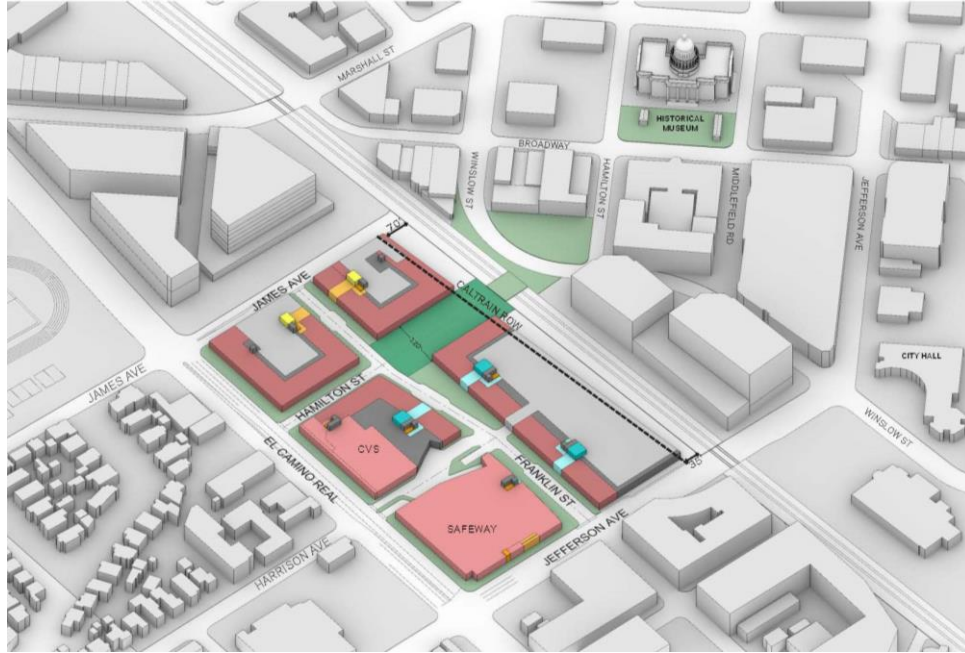 MARSHALL ST
HISTORICAL
MUSEUM
BROADWAY
WINSLOW ST
HAMILTON ST
MIDDLEFIELD RD
JEFFERSON AVE
70'
JAMES AVE
CALTRAIN ROW
120'
CITY HALL
JAMES AVE
HAMILTON ST
WINSLOW ST
EL CAMINO REAL
CVS
FRANKLIN ST
35'
SAFEWAY
JEFFERSON AVE
HARRISON AVE